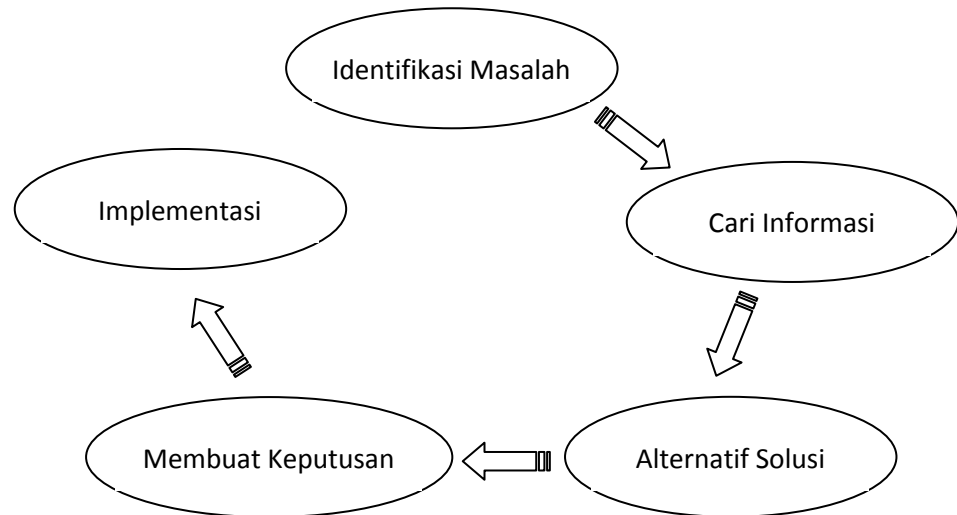 Identifikasi Masalah
Cari Informasi
Alternatif Solusi
Membuat Keputusan
Implementasi